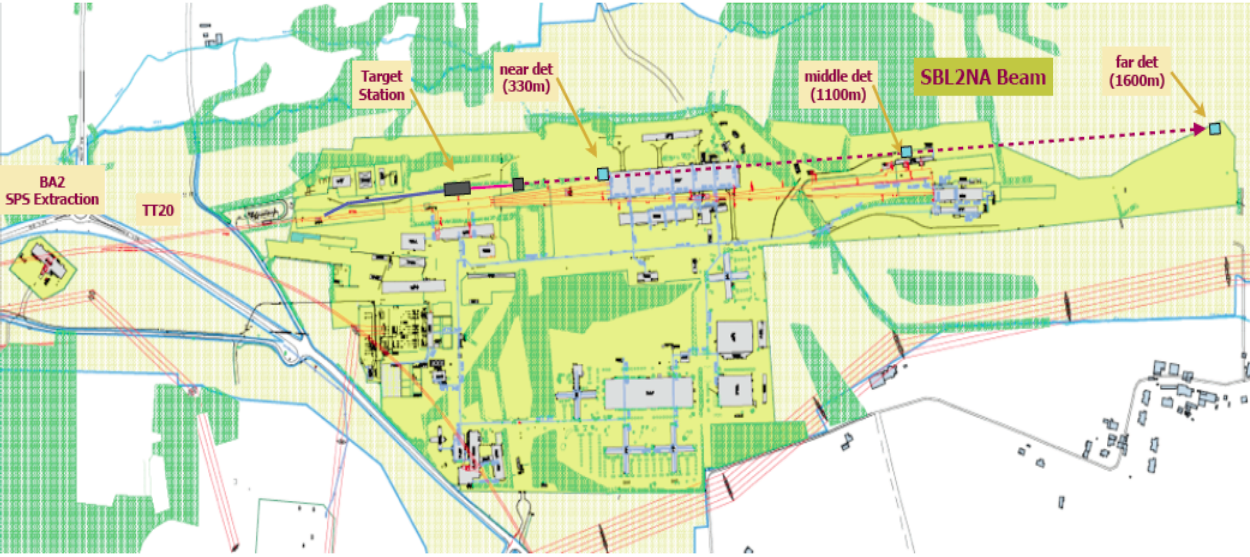 Target
Station
near det
(330m)
middle det
(1100m)
SBL2NA Beam
far det
(1600m)
BA2
SPS Extraction
TT20